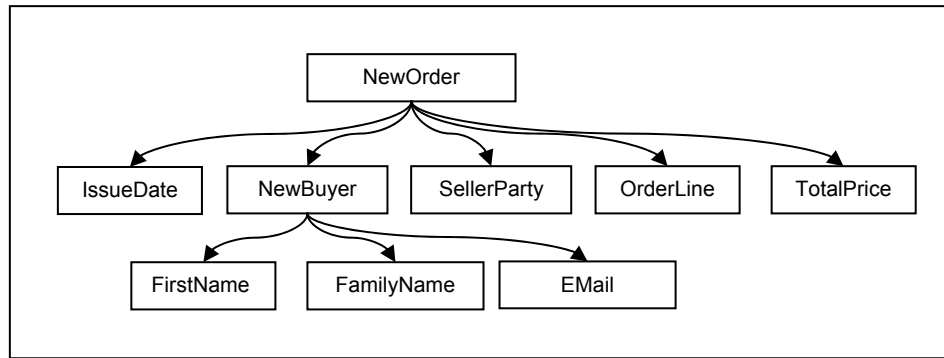 NewOrder
IssueDate
NewBuyer
SellerParty
OrderLine
TotalPrice
FirstName
FamilyName
EMail